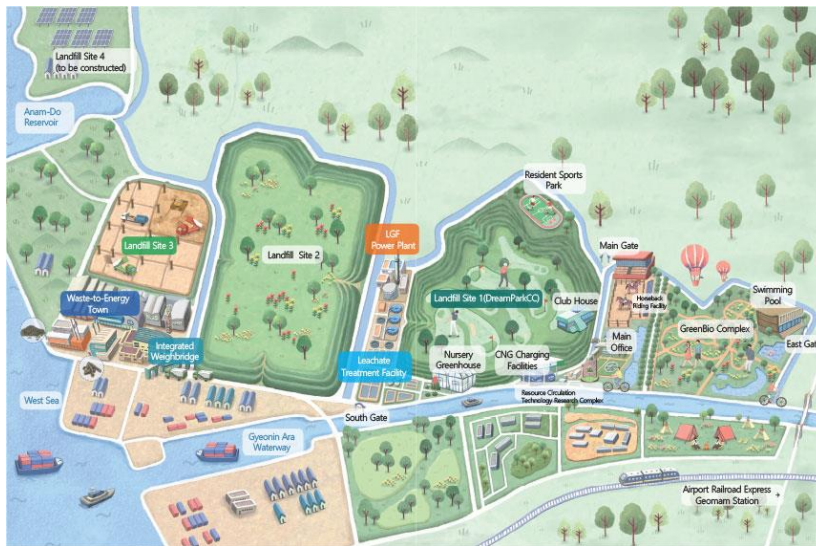 Landfill Site 4
(to be constructed)
Anam-Do
Reservoir
Resident Sports
Park
LGF
Power Plant
Main Gate
Landfill Site 3
Landfill Site 2
Swimming
Pool
Waste-to-Energy
Town
Landfill Site 1(DreamParkCC)
Club House
Horseback
Riding Facility
GreenBio Complex
Integrated
Weighbridge
Main
Office
East Gat
Leachate
Treatment Facility
Nursery
Greenhouse
CNG Charging
Facilities
West Sea
Resource Circulation
Technology Research Complex
South Gate
Gyeonin Ara
Waterway
Airport Railroad Express
Geomam Station